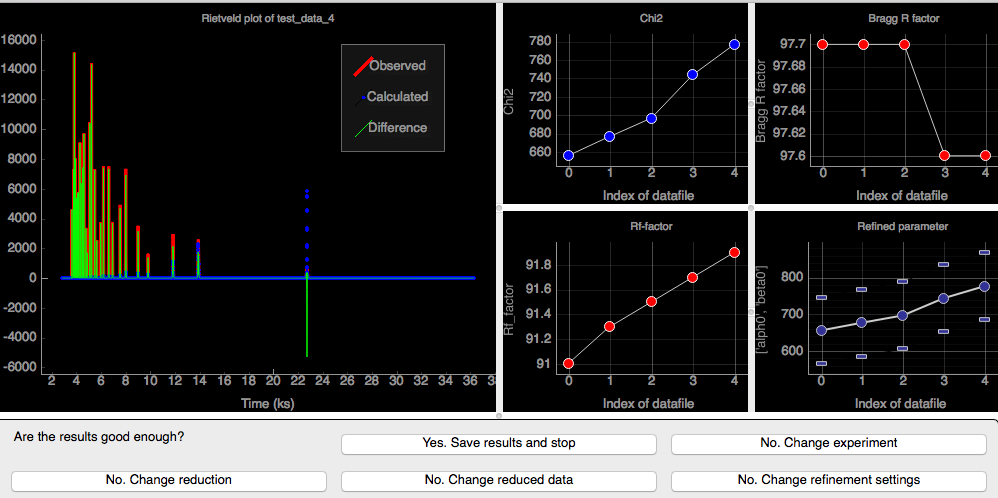 Rietveld plot of test_data_4
16000
14000
12000
10000
8000
6000
4000
2000
0
-2000
-4000
-6000
Observed
Calculated
Difference
2 4 6 8 10 12 14 16 18 20 22 24 26 28 30 32 34 36 3
Time (ks)
Chi2
780
760
740
720
700
680
660
Chi2
0 1 2 3 4
Index of datafile
Bragg R factor
97.7
97.68
97.66
97.64
97.62
97.6
Bragg R factor
0 1 2 3 4
Index of datafile
Rf-factor
91.8
91.6
91.4
91.2
91
Rf_factor
0 1 2 3 4
Index of datafile
Refined parameter
800
700
600
['alph0', 'beta0']
0 1 2 3 4
Index of datafile
Are the results good enough?
Yes. Save results and stop
No. Change experiment
No. Change reduction
No. Change reduced data
No. Change refinement settings